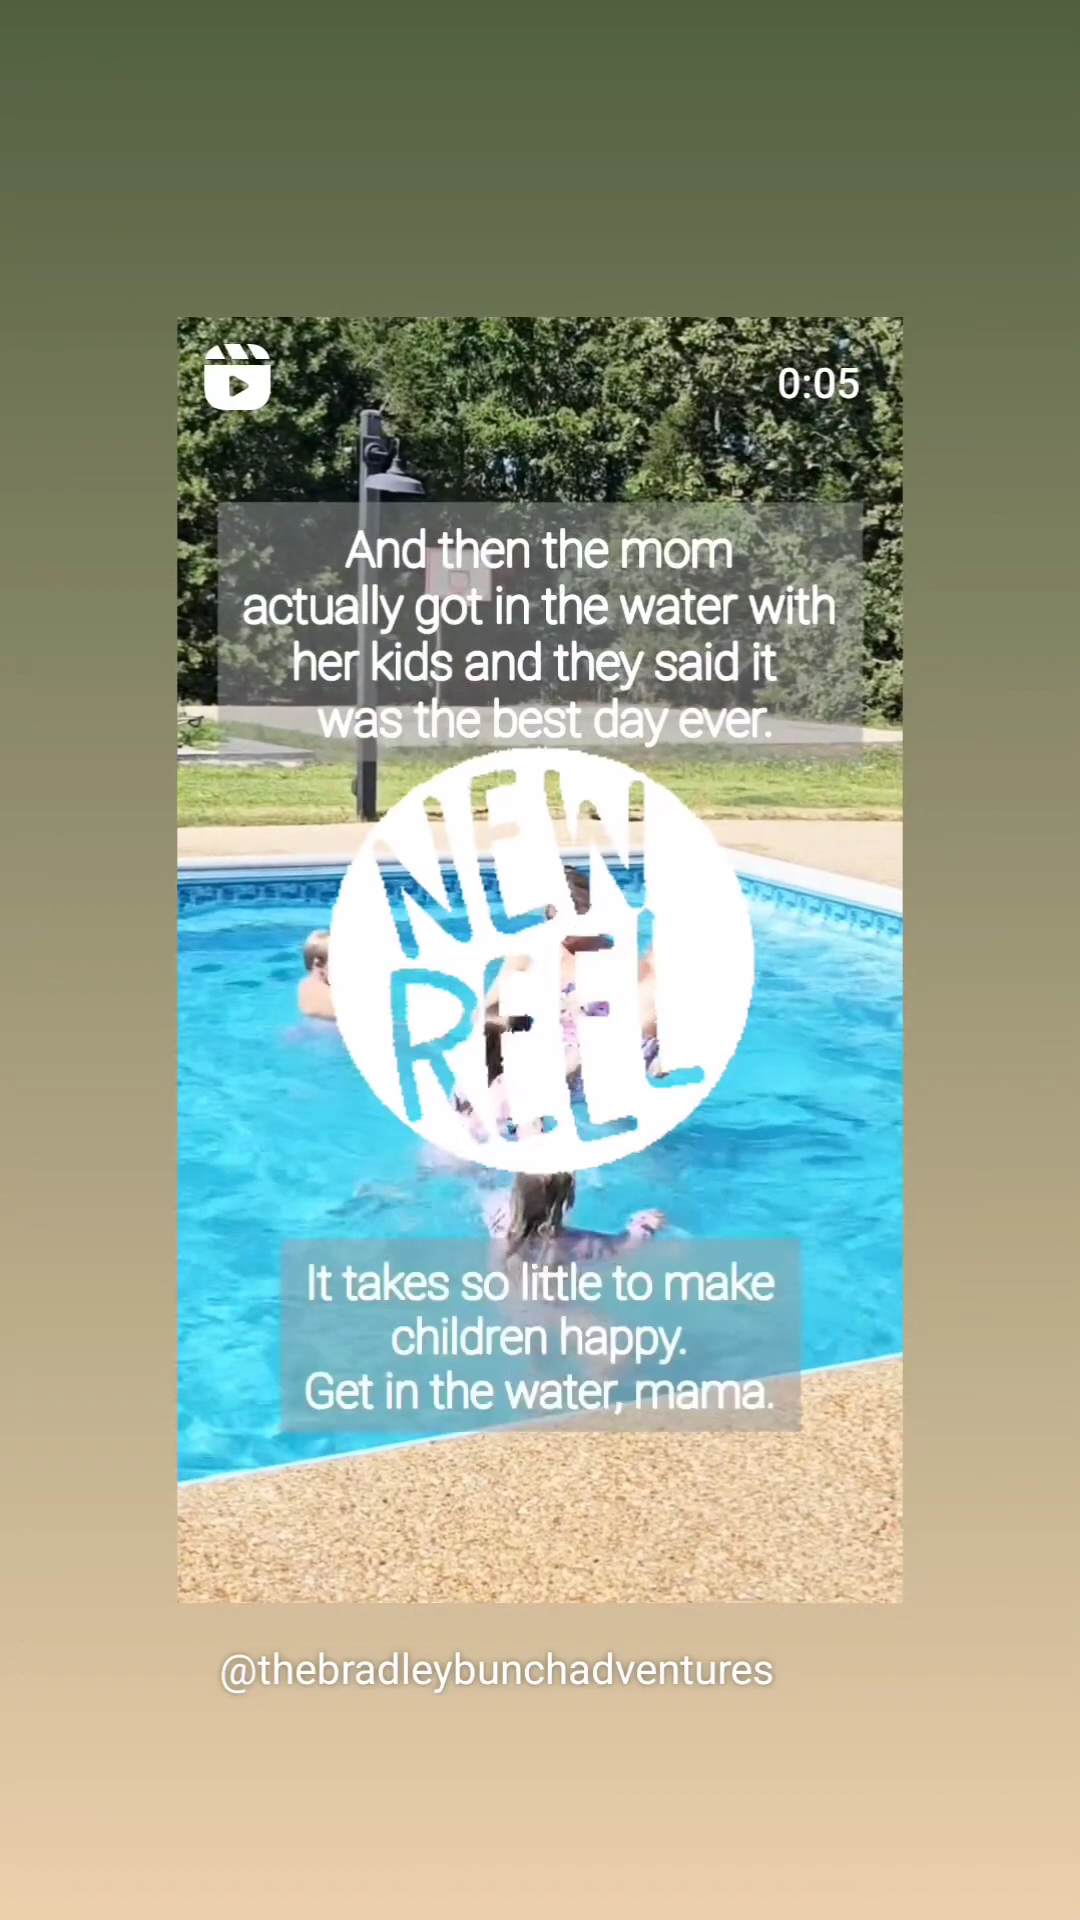 0:05
And then the mom
actually got in the water with
her kids and they said it
was the best day ever.
NEW
REEL
It takes so little to make
children happy.
Get in the water, mama.
@thebradleybunchadventures